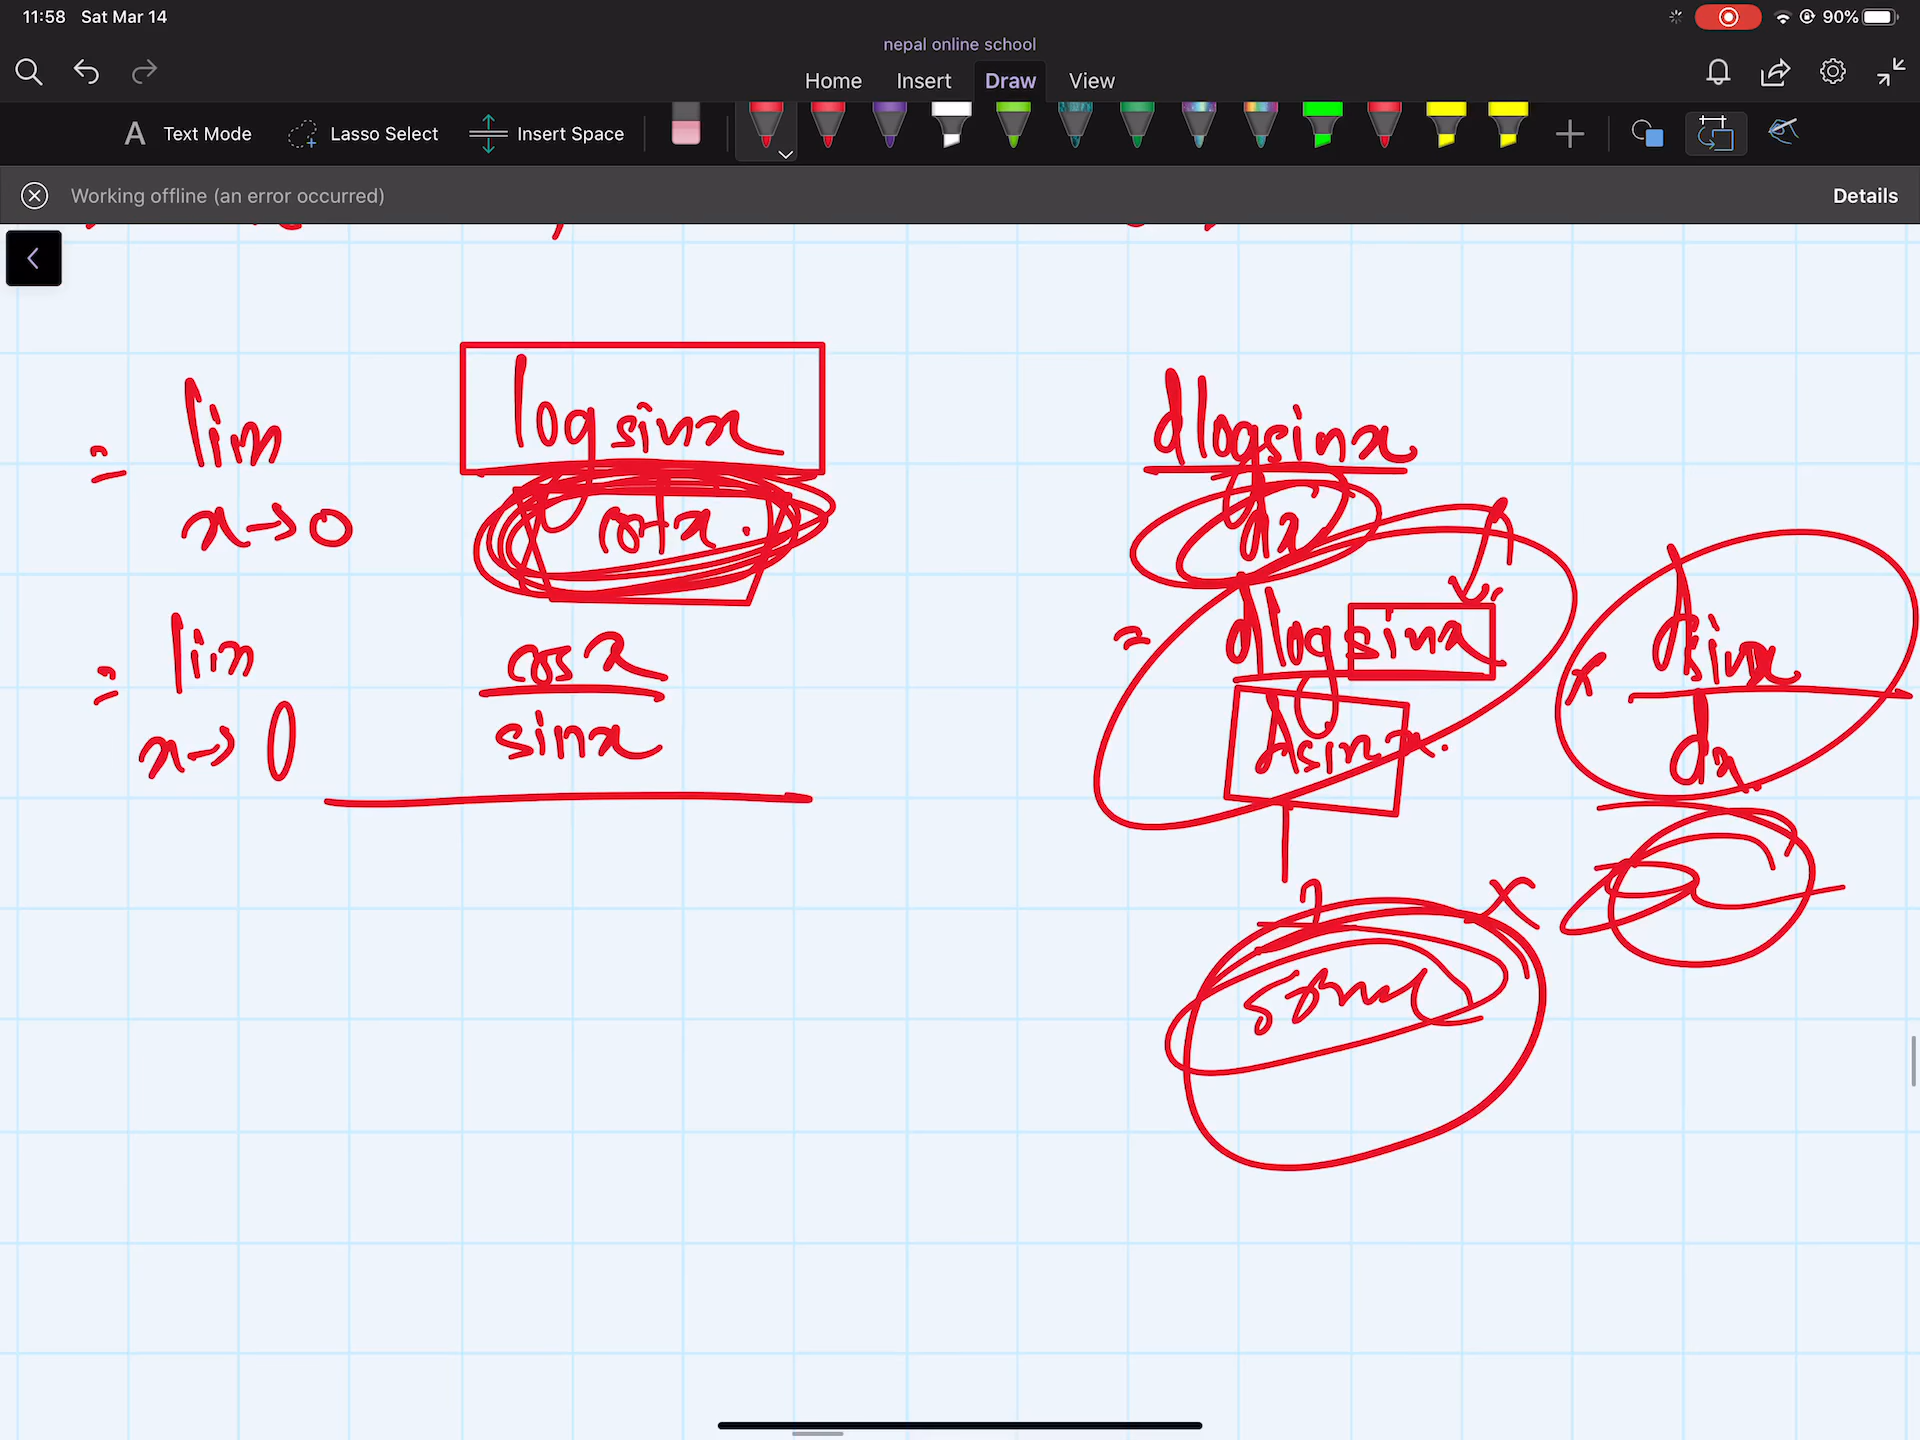 11:58 Sat Mar 14
90%
nepal online school
Home Insert Draw View
A Text Mode Lasso Select Insert Space
Working offline (an error occurred) Details
= lim log sinx
x→0 cotx.
= lim cosx
x→0 sinx
dlogsinx
dx
= dlogsinx × dsinx
dsinx. dx
1 ×
sinx